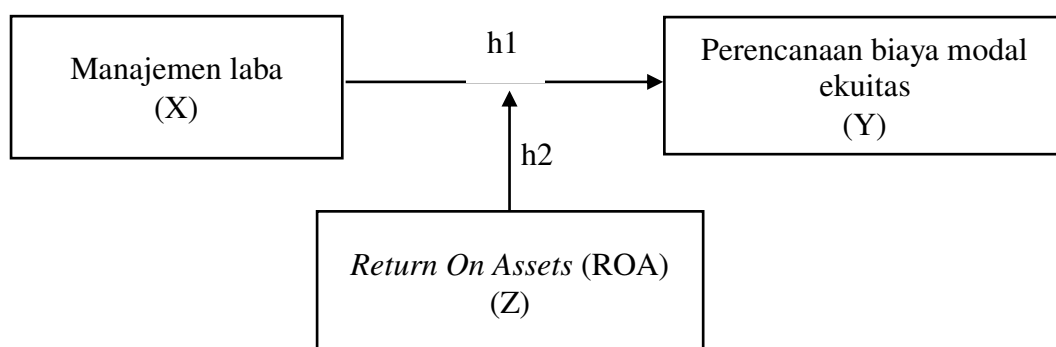 h1
Manajemen laba
(X)
Perencanaan biaya modal
ekuitas
(Y)
h2
Return On Assets (ROA)
(Z)